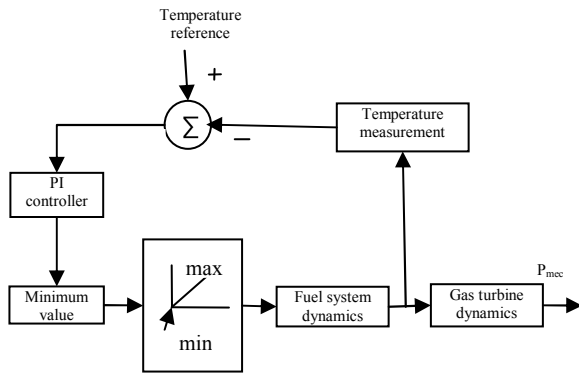 Temperature
reference
+
Σ
−
Temperature
measurement
PI
controller
max
min
Minimum
value
Fuel system
dynamics
Gas turbine
dynamics
Pmec